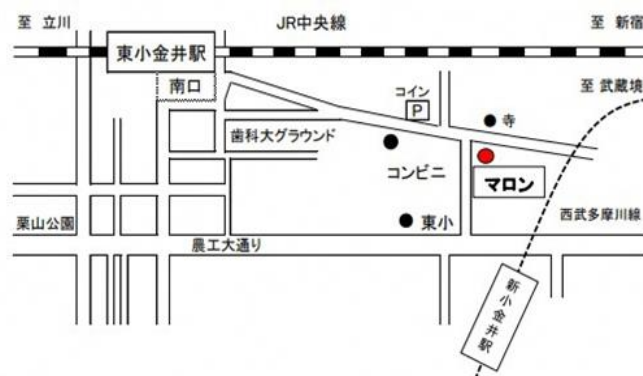 至 立川
JR中央線
至 新宿
東小金井駅
南口
至 武蔵境
コイン
P
寺
歯科大グラウンド
コンビニ
マロン
栗山公園
東小
西武多摩川線
農工大通り
新小金井駅